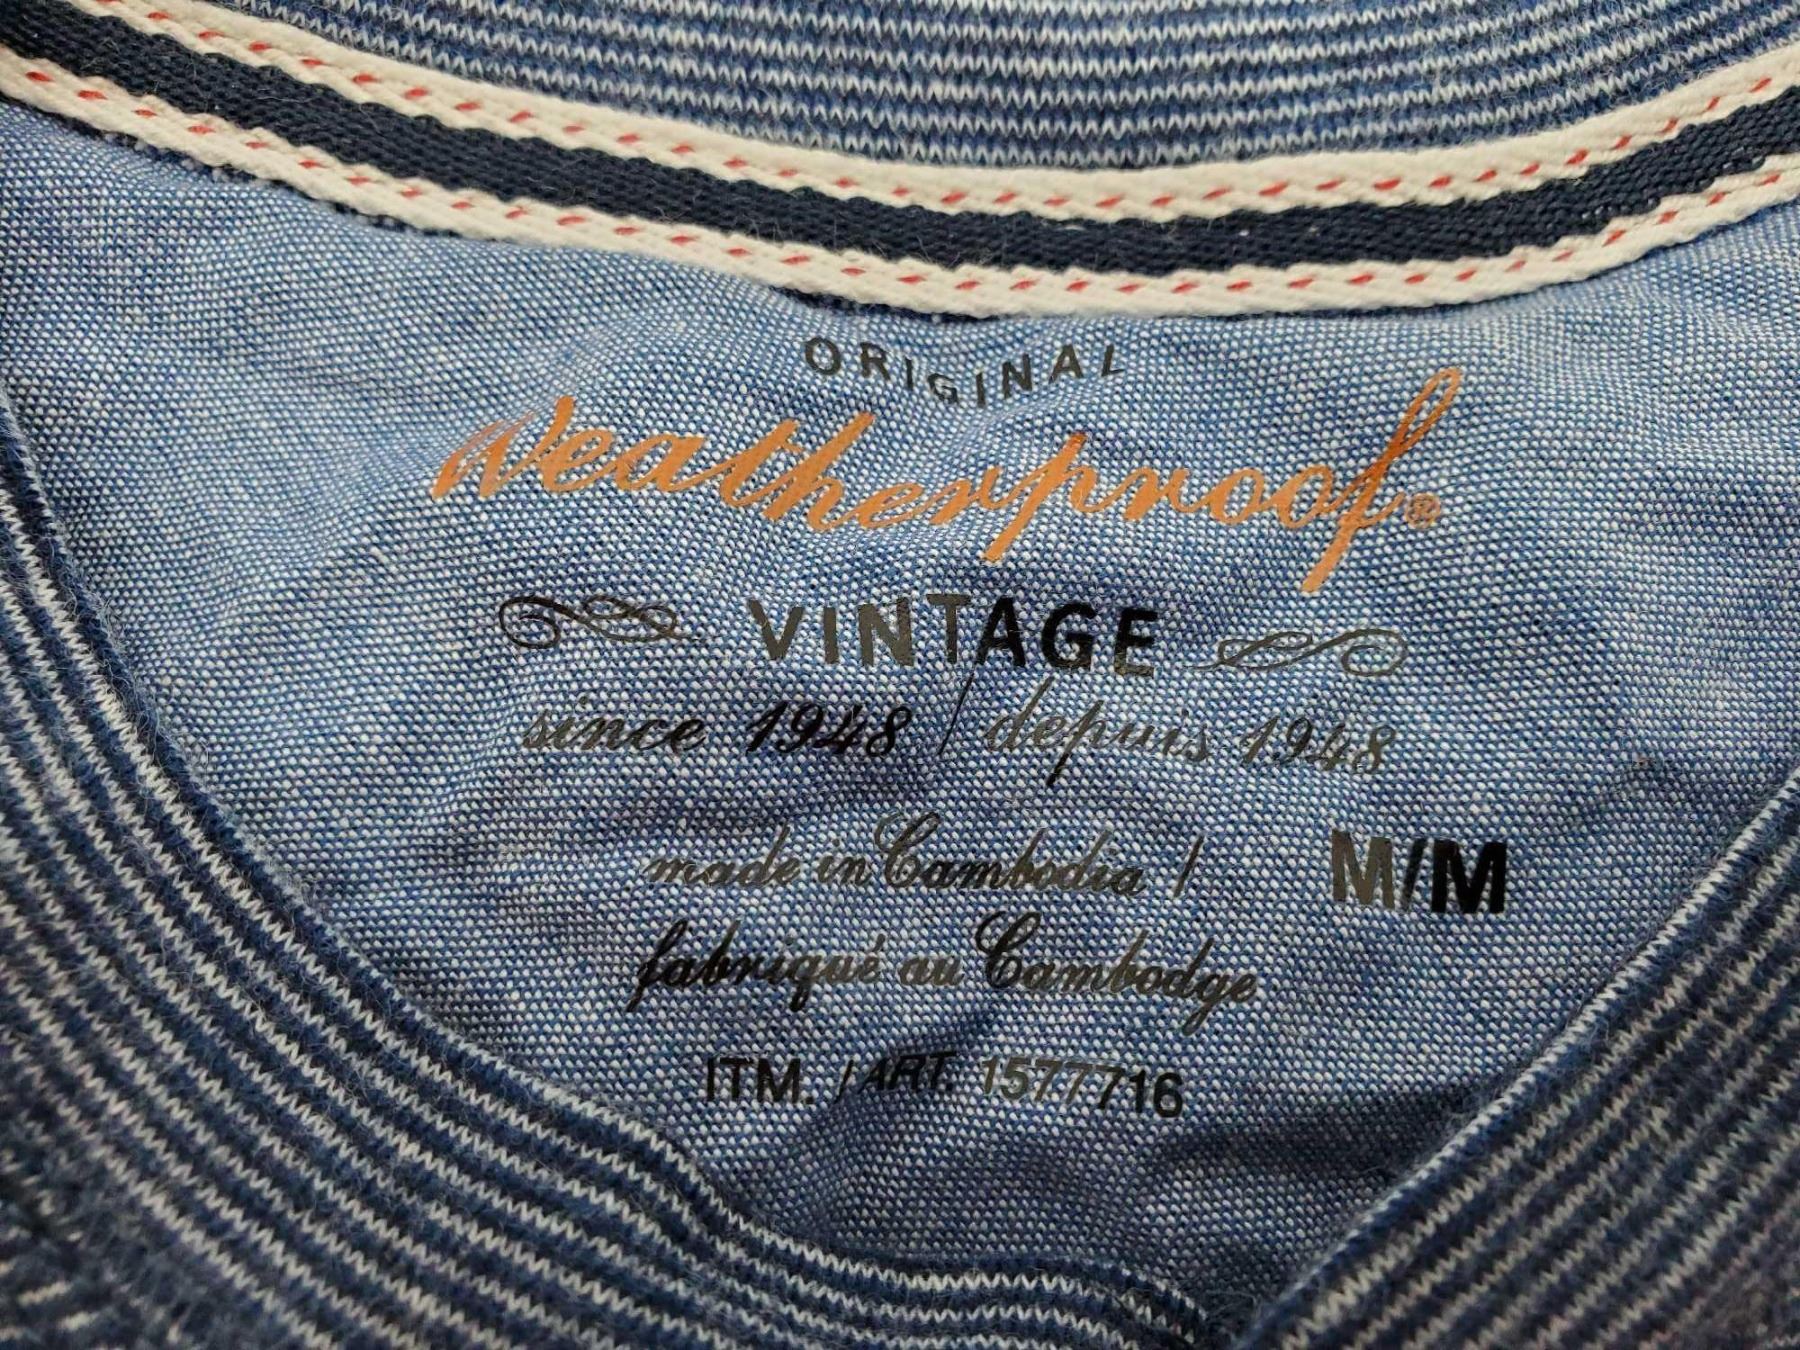 ORIGINAL
Weatherproof®
VINTAGE
since 1948 / depuis 1948
made in Cambodia / M/M
fabriqué au Cambodge
ITM. / ART. 1577716